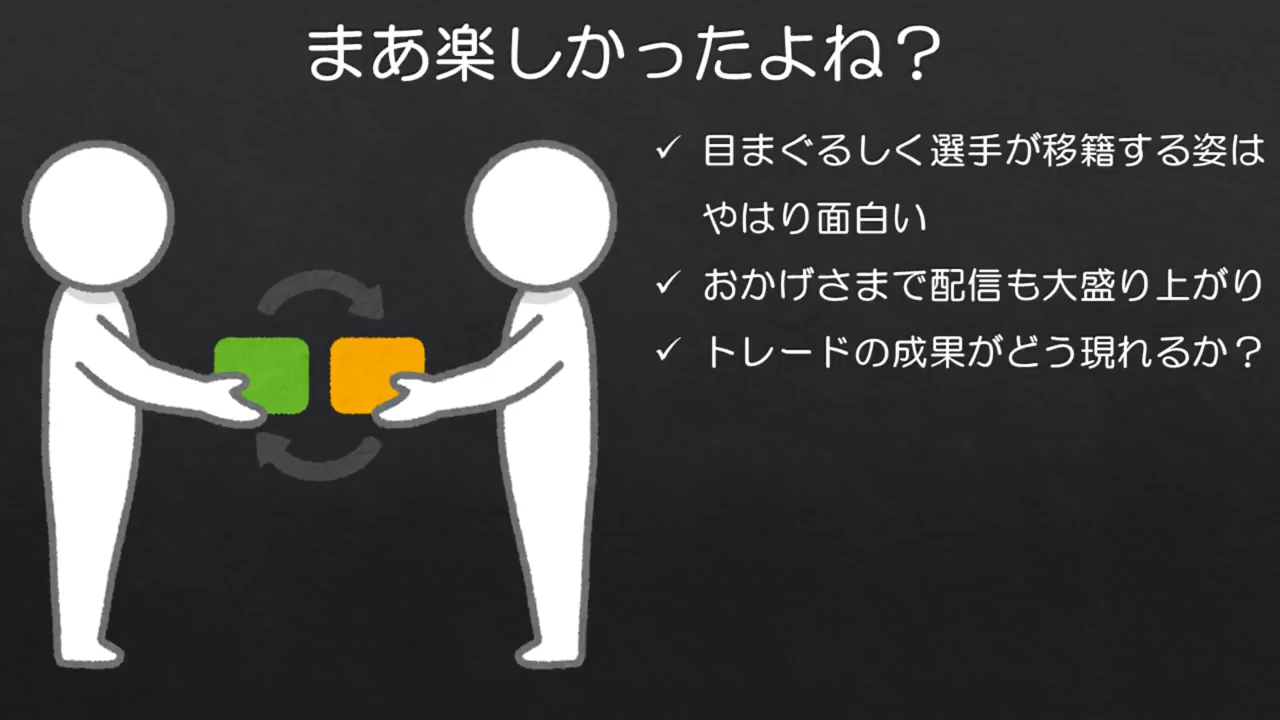 まあ楽しかったよね？
✓ 目まぐるしく選手が移籍する姿は
やはり面白い
✓ おかげさまで配信も大盛り上がり
✓ トレードの成果がどう現れるか？